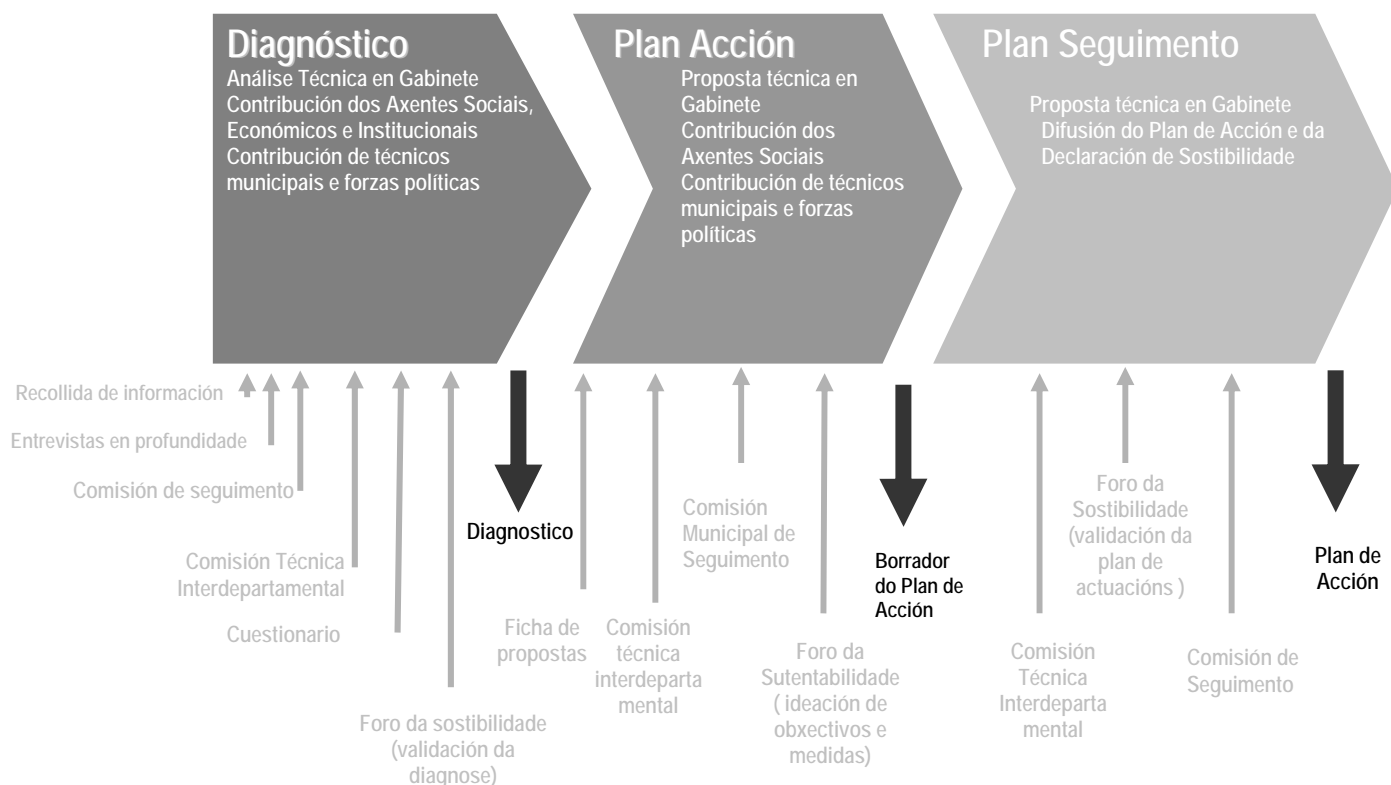 Diagnóstico
Análise Técnica en Gabinete
Contribución dos Axentes Sociais,
Económicos e Institucionais
Contribución de técnicos
municipais e forzas políticas
Plan Acción
Proposta técnica en
Gabinete
Contribución dos
Axentes Sociais
Contribución de técnicos
municipais e forzas
políticas
Plan Seguimento
Proposta técnica en Gabinete
Difusión do Plan de Acción e da
Declaración de Sostibilidade
Recollida de información
Entrevistas en profundidade
Comisión de seguimento
Comisión Técnica
Interdepartamental
Cuestionario
Foro da sostibilidade
(validación da
diagnose)
Diagnostico
Ficha de
propostas
Comisión
técnica
interdeparta
mental
Comisión
Municipal de
Seguimento
Foro da
Sutentabilidade
( ideación de
obxectivos e
medidas)
Borrador
do Plan de
Acción
Comisión
Técnica
Interdeparta
mental
Foro da
Sostibilidade
(validación da
plan de
actuacións )
Comisión de
Seguimento
Plan de
Acción